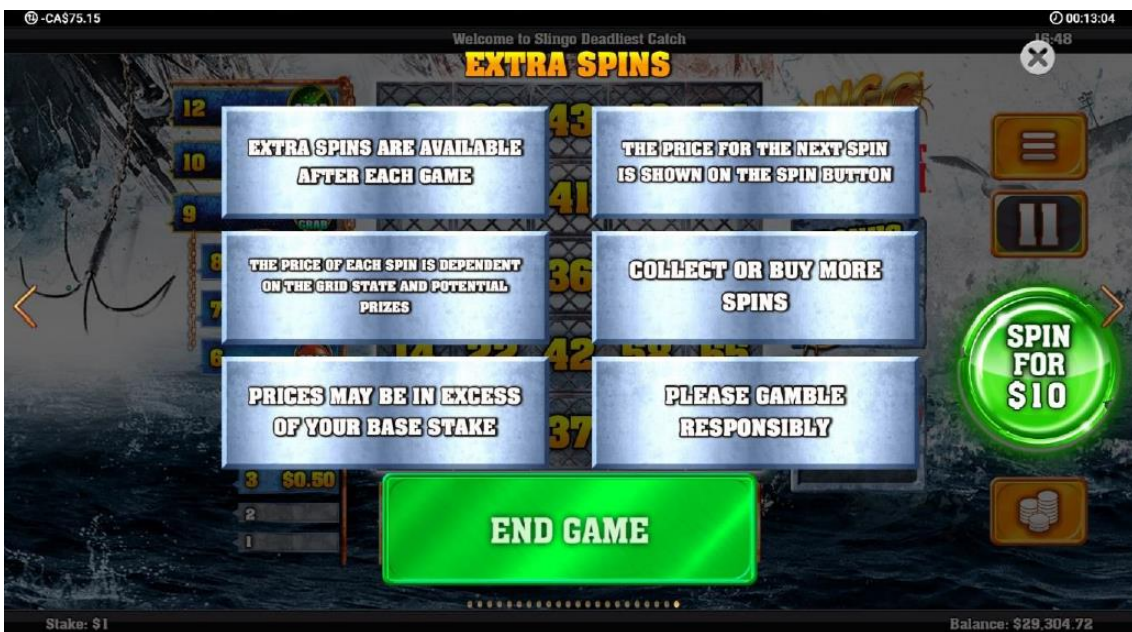 -CA$75.15
00:13:04
Welcome to Slingo Deadliest Catch
16:48
EXTRA SPINS
12
43
10
EXTRA SPINS ARE AVAILABLE
AFTER EACH GAME
THE PRICE FOR THE NEXT SPIN
IS SHOWN ON THE SPIN BUTTON
9
41
8
THE PRICE OF EACH SPIN IS DEPENDENT
ON THE GRID STATE AND POTENTIAL
PRIZES
36
COLLECT OR BUY MORE
SPINS
7
6
42
SPIN
FOR
$10
PRICES MAY BE IN EXCESS
OF YOUR BASE STAKE
37
PLEASE GAMBLE
RESPONSIBLY
3 $0.50
2
1
END GAME
Stake: $1
Balance: $29,304.72